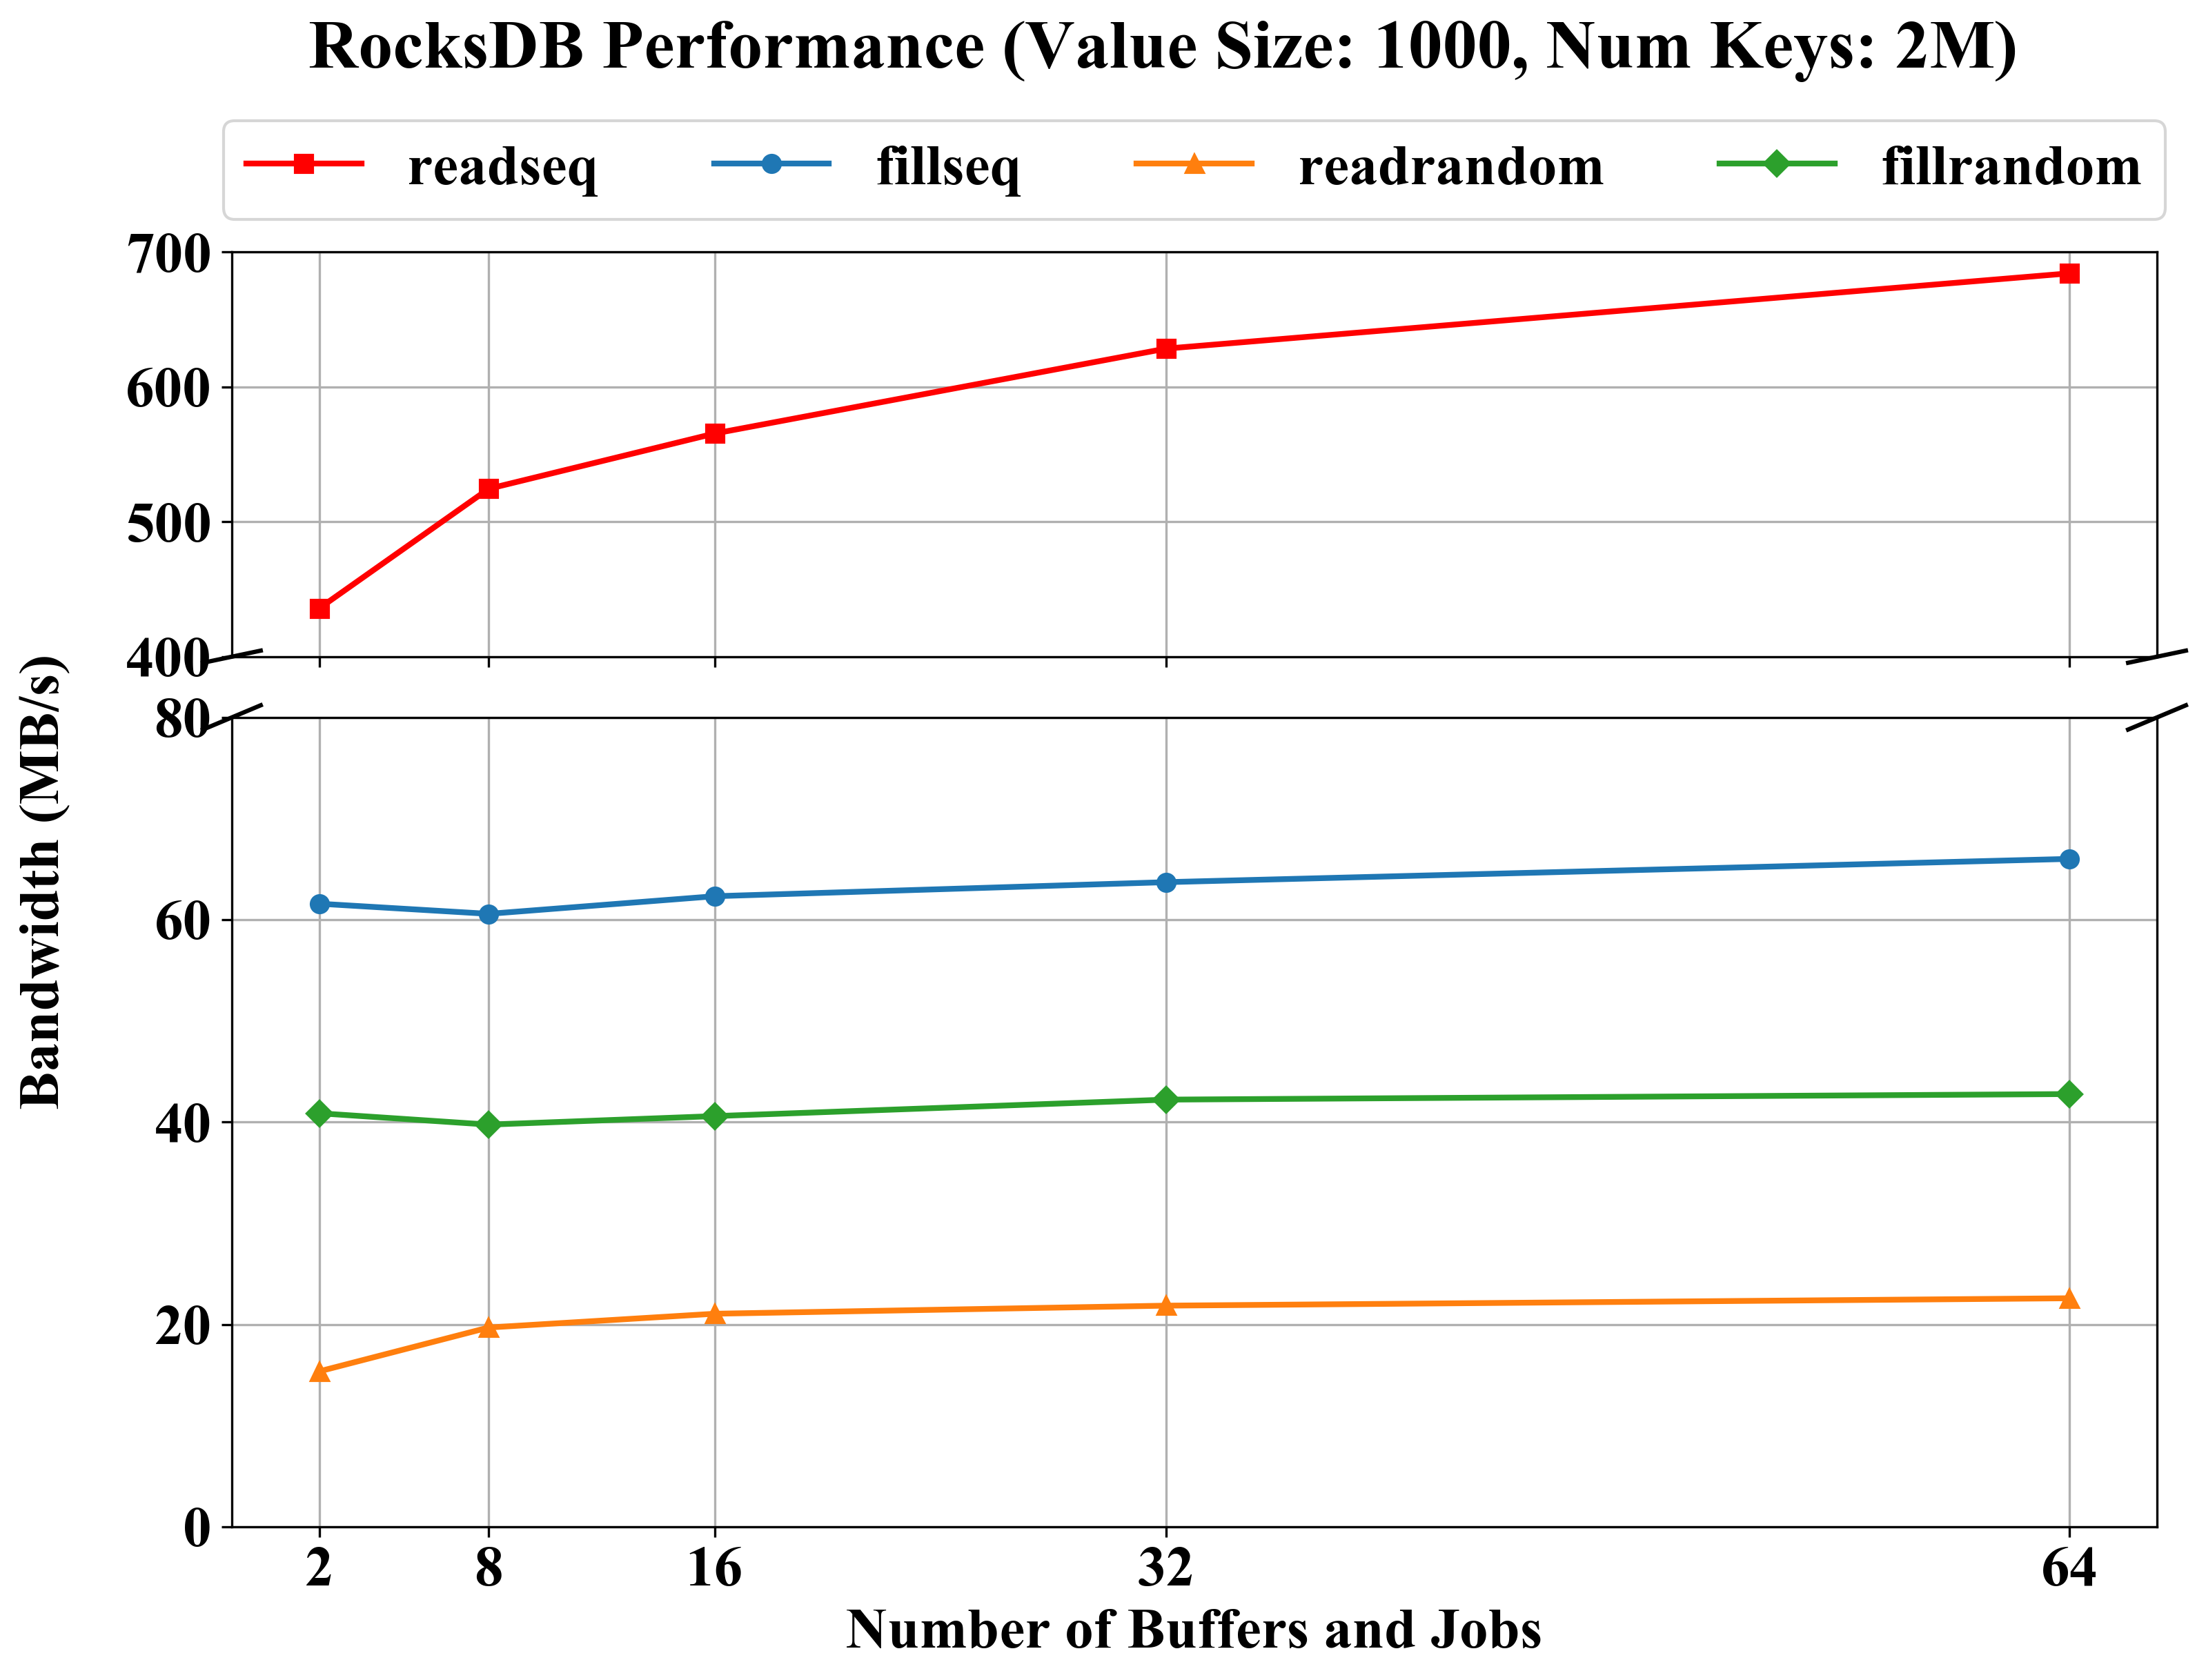 RocksDB Performance (Value Size: 1000, Num Keys: 2M)
readseq fillseq readrandom fillrandom
700
600
500
400
80
60
40
20
0
Bandwidth (MB/s)
2 8 16 32 64
Number of Buffers and Jobs